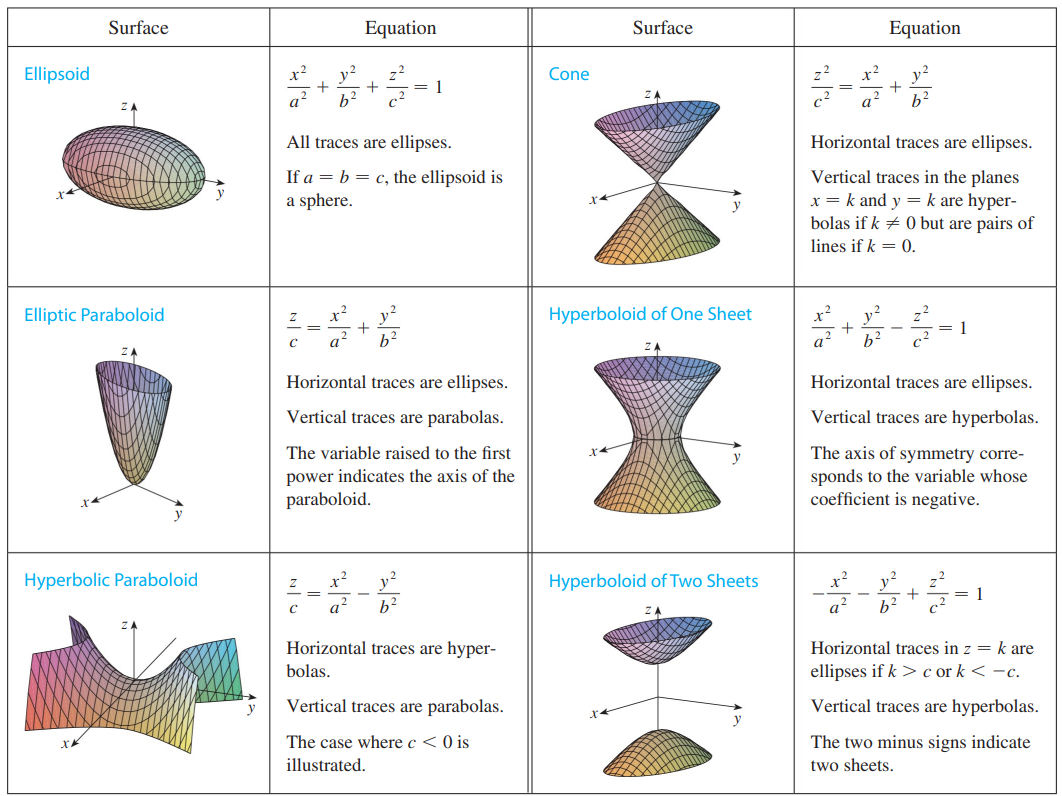 Surface Equation Surface Equation
Ellipsoid
z
x
y
x²/a² + y²/b² + z²/c² = 1
All traces are ellipses.
If a = b = c, the ellipsoid is
a sphere.
Cone
z
x
y
z²/c² = x²/a² + y²/b²
Horizontal traces are ellipses.
Vertical traces in the planes
x = k and y = k are hyper-
bolas if k ≠ 0 but are pairs of
lines if k = 0.
Elliptic Paraboloid
z
x
y
z/c = x²/a² + y²/b²
Horizontal traces are ellipses.
Vertical traces are parabolas.
The variable raised to the first
power indicates the axis of the
paraboloid.
Hyperboloid of One Sheet
z
x
y
x²/a² + y²/b² − z²/c² = 1
Horizontal traces are ellipses.
Vertical traces are hyperbolas.
The axis of symmetry corre-
sponds to the variable whose
coefficient is negative.
Hyperbolic Paraboloid
z
x
y
z/c = x²/a² − y²/b²
Horizontal traces are hyper-
bolas.
Vertical traces are parabolas.
The case where c < 0 is
illustrated.
Hyperboloid of Two Sheets
z
x
y
−x²/a² − y²/b² + z²/c² = 1
Horizontal traces in z = k are
ellipses if k > c or k < −c.
Vertical traces are hyperbolas.
The two minus signs indicate
two sheets.